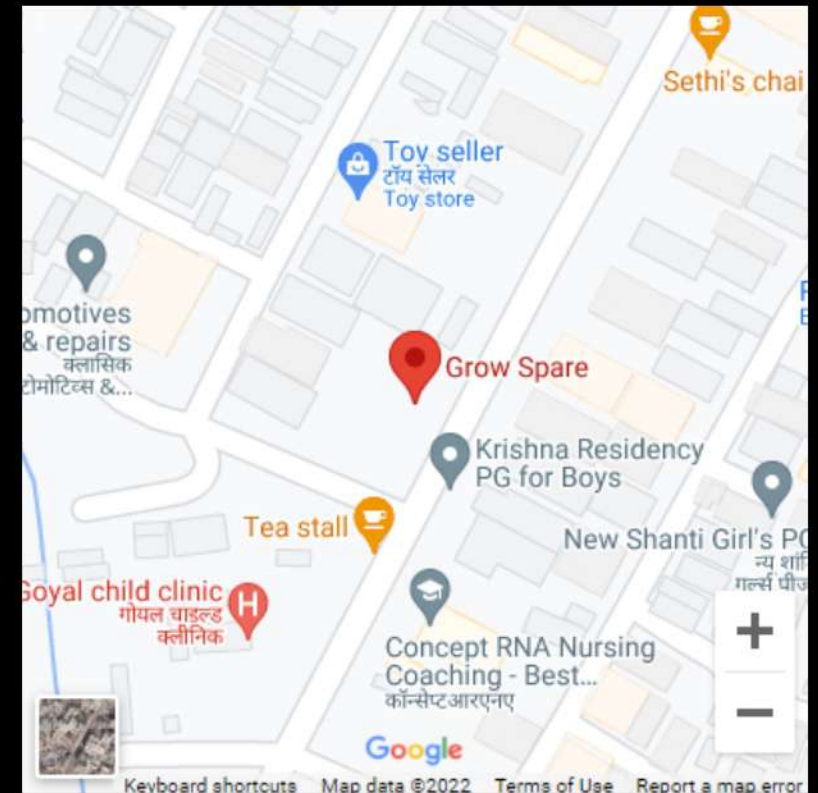 Sethi's chai
Toy seller
टॉय सेलर
Toy store
omotives
& repairs
क्लासिक
टोमोटिव्स &...
Grow Spare
Krishna Residency
PG for Boys
Tea stall
New Shanti Girl's PG
न्य शांति
गर्ल्स पीज
Goyal child clinic
गोयल चाइल्ड
क्लीनिक
H
Concept RNA Nursing
Coaching - Best...
कॉन्सेप्टआरएनए
+
−
Google
Keyboard shortcuts Map data ©2022 Terms of Use Report a map error